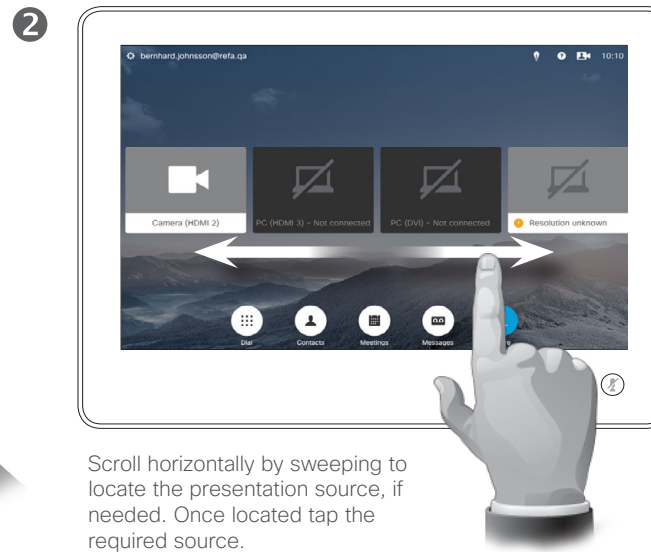 2
bernhard.johnsson@refa.qa
10:10
Camera (HDMI 2)
PC (HDMI 3) - Not connected
PC (DVI) - Not connected
Resolution unknown
Dial
Contacts
Meetings
Messages
Scroll horizontally by sweeping to
locate the presentation source, if
needed. Once located tap the
required source.